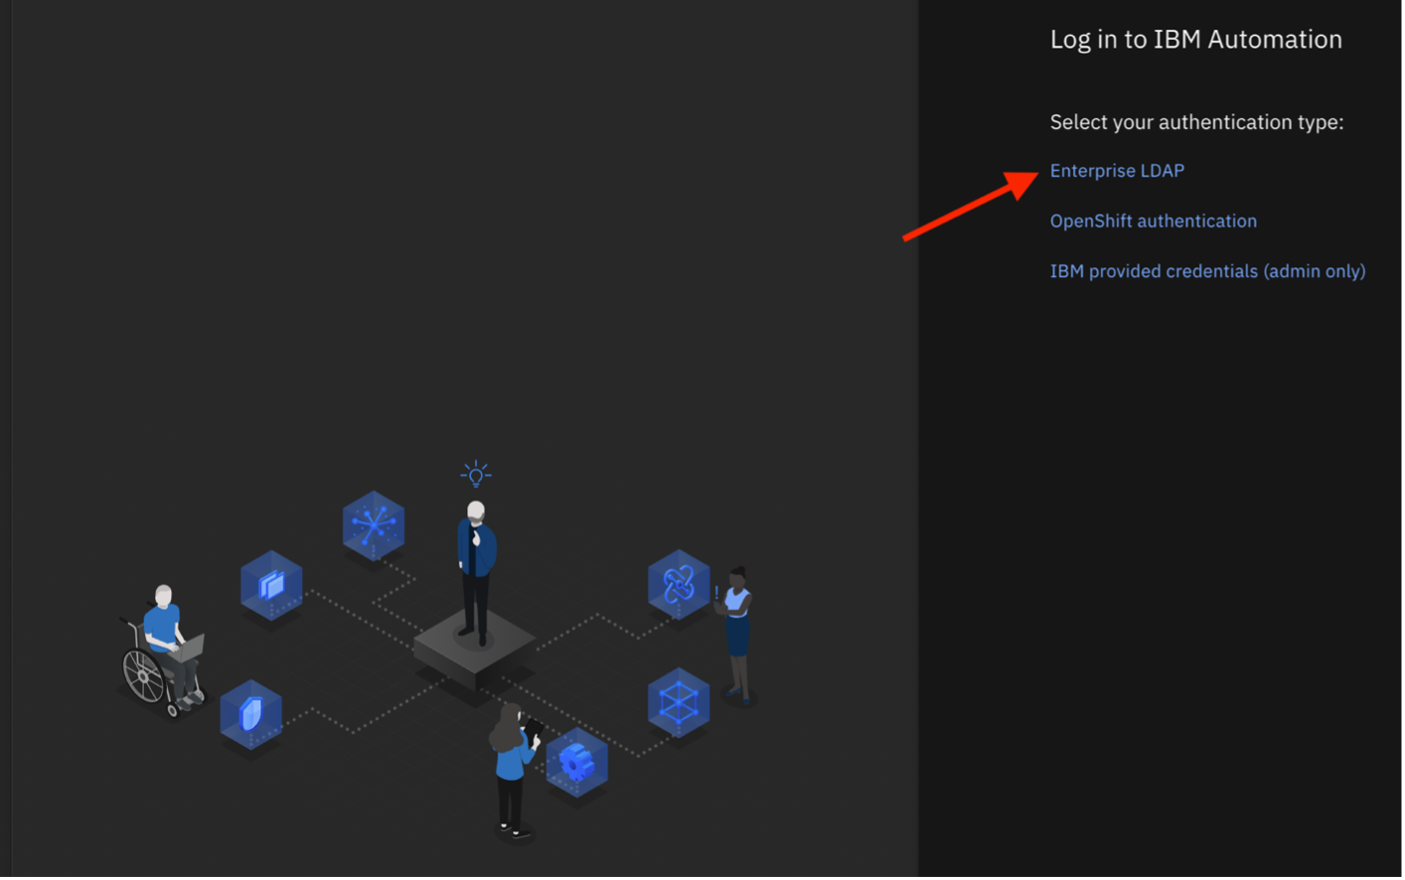 Log in to IBM Automation
Select your authentication type:
Enterprise LDAP
OpenShift authentication
IBM provided credentials (admin only)